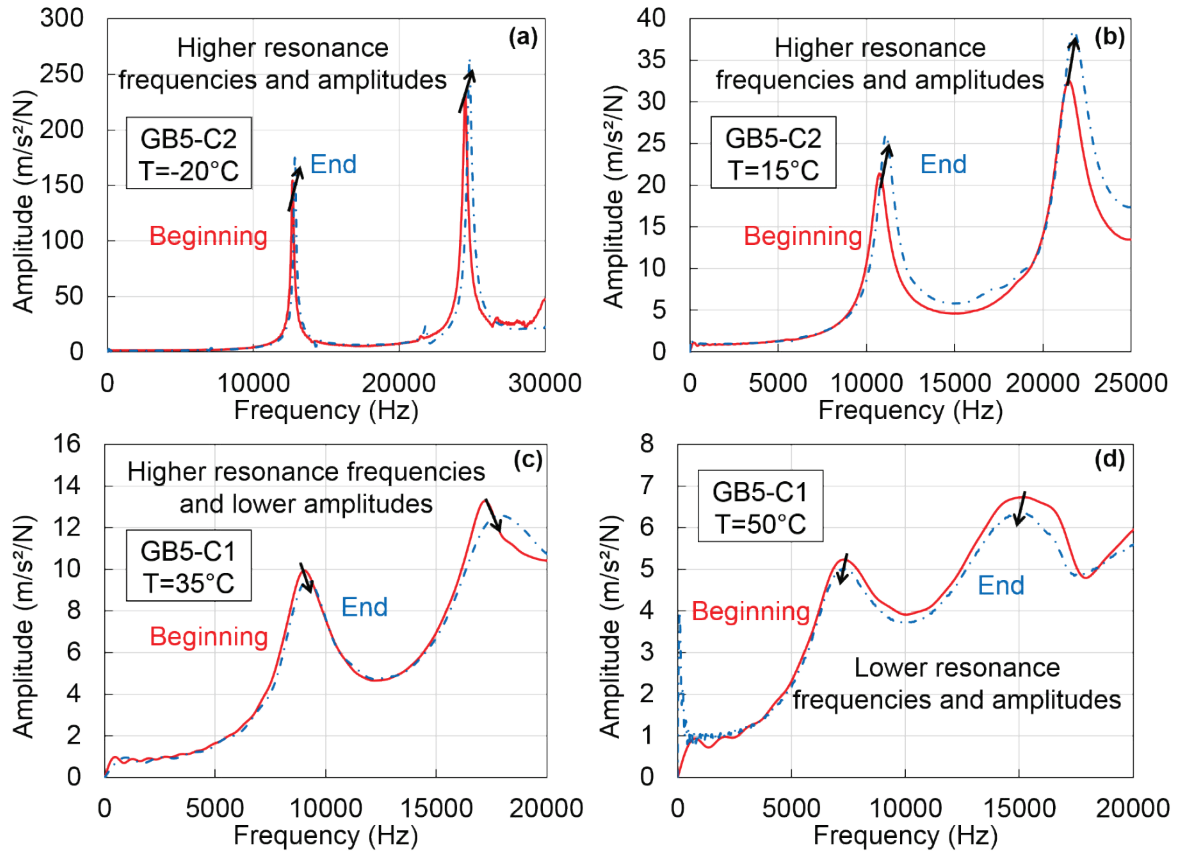 (a)
Higher resonance
frequencies and amplitudes
GB5-C2
T=-20°C
End
Beginning
Amplitude (m/s²/N)
300
250
200
150
100
50
0
0 10000 20000 30000
Frequency (Hz)
(b)
Higher resonance
frequencies and amplitudes
GB5-C2
T=15°C
End
Beginning
Amplitude (m/s²/N)
40
35
30
25
20
15
10
5
0
0 5000 10000 15000 20000 25000
Frequency (Hz)
(c)
Higher resonance frequencies
and lower amplitudes
GB5-C1
T=35°C
End
Beginning
Amplitude (m/s²/N)
16
14
12
10
8
6
4
2
0
0 5000 10000 15000 20000
Frequency (Hz)
(d)
GB5-C1
T=50°C
Beginning
End
Lower resonance
frequencies and amplitudes
Amplitude (m/s²/N)
8
7
6
5
4
3
2
1
0
0 5000 10000 15000 20000
Frequency (Hz)